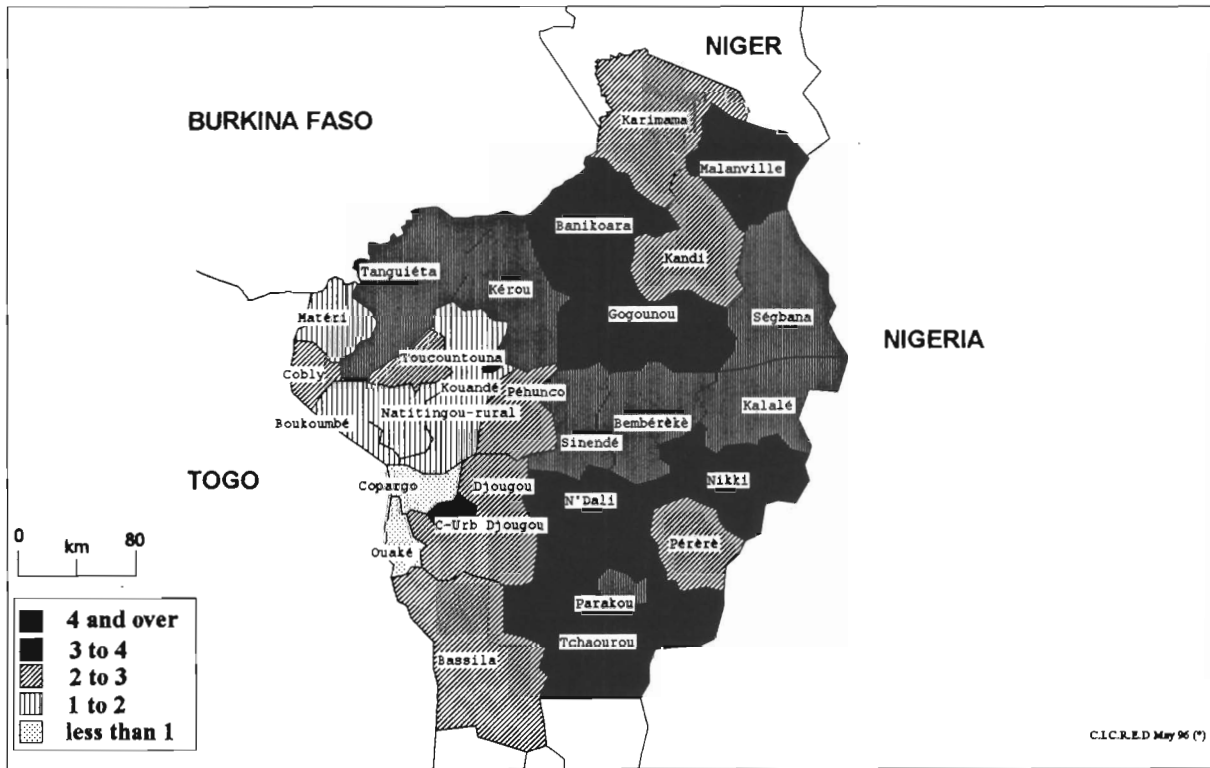 NIGER
BURKINA FASO
Karimama
Malanville
Banikoara
Kandi
Tanguiéta
Kérou
Matéri
Gogounou
Ségbana
NIGERIA
Toucountouna
Cobly
Kouandé
Péhunco
Natitingou-rural
Boukoumbé
Kalalé
Bembérèkè
Sinendé
TOGO
Copargo
Djougou
Nikki
N'Dali
C-Urb Djougou
Pérèrè
Ouaké
0 km 80
Parakou
Tchaourou
Bassila
4 and over
3 to 4
2 to 3
1 to 2
less than 1
C.I.C.R.E.D May 96 (*)